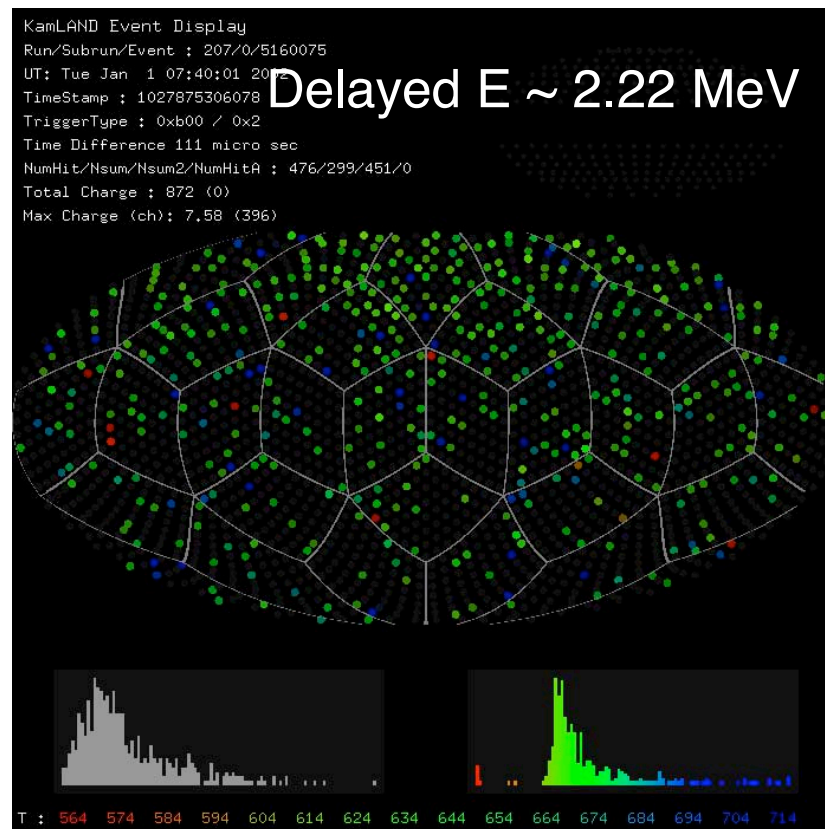 KamLAND Event Display
Run/Subrun/Event : 207/0/5160075
UT: Tue Jan 1 07:40:01 2002
Delayed E ~ 2.22 MeV
TimeStamp : 1027875306078
TriggerType : 0xb00 / 0x2
Time Difference 111 micro sec
NumHit/Nsum/Nsum2/NumHitA : 476/299/451/0
Total Charge : 872 (0)
Max Charge (ch): 7.58 (396)
T : 564 574 584 594 604 614 624 634 644 654 664 674 684 694 704 714